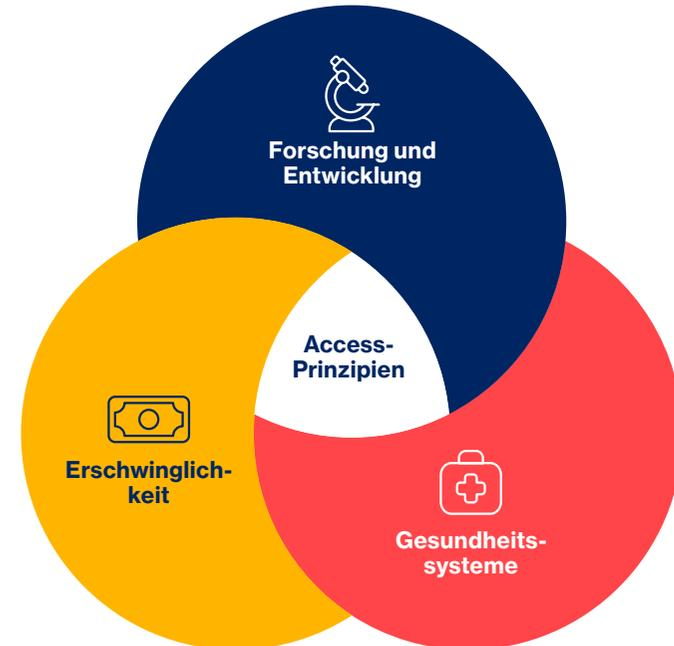 Forschung und
Entwicklung
Access-
Prinzipien
Erschwinglich-
keit
Gesundheits-
systeme